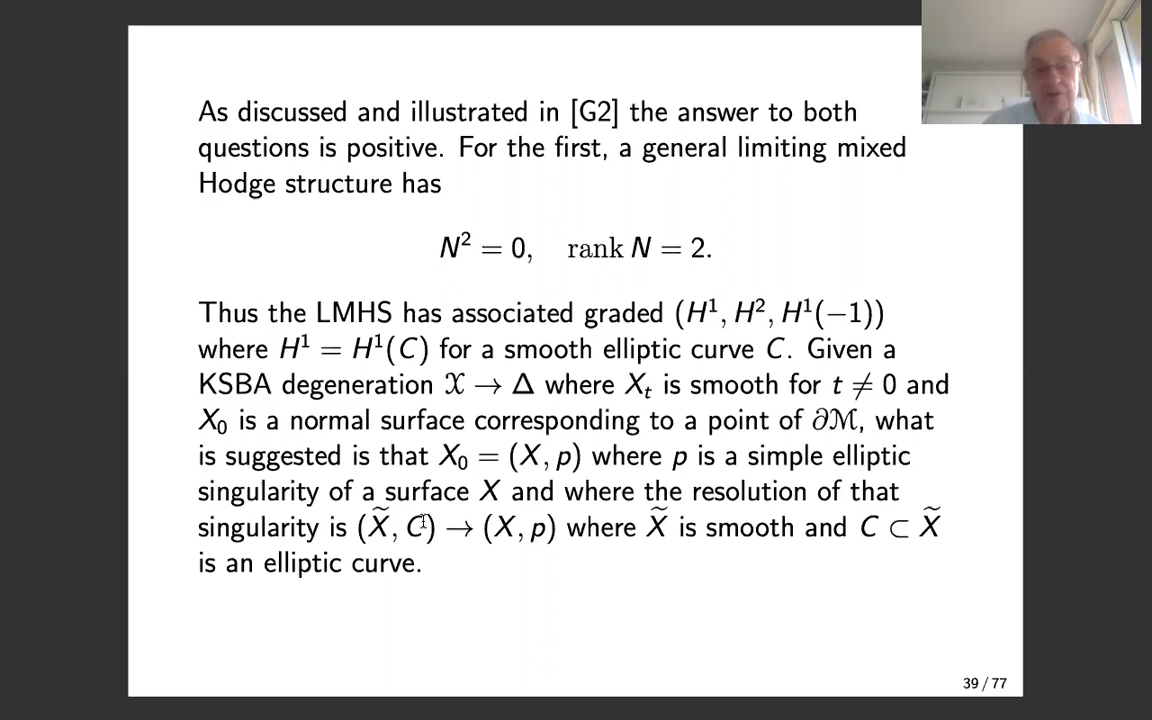 As discussed and illustrated in [G2] the answer to both
questions is positive. For the first, a general limiting mixed
Hodge structure has
N² = 0, rank N = 2.
Thus the LMHS has associated graded (H¹, H², H¹(−1))
where H¹ = H¹(C) for a smooth elliptic curve C. Given a
KSBA degeneration 𝒳 → Δ where Xₜ is smooth for t ≠ 0 and
X₀ is a normal surface corresponding to a point of ∂ℳ, what
is suggested is that X₀ = (X, p) where p is a simple elliptic
singularity of a surface X and where the resolution of that
singularity is (X̃, C) → (X, p) where X̃ is smooth and C ⊂ X̃
is an elliptic curve.
39 / 77